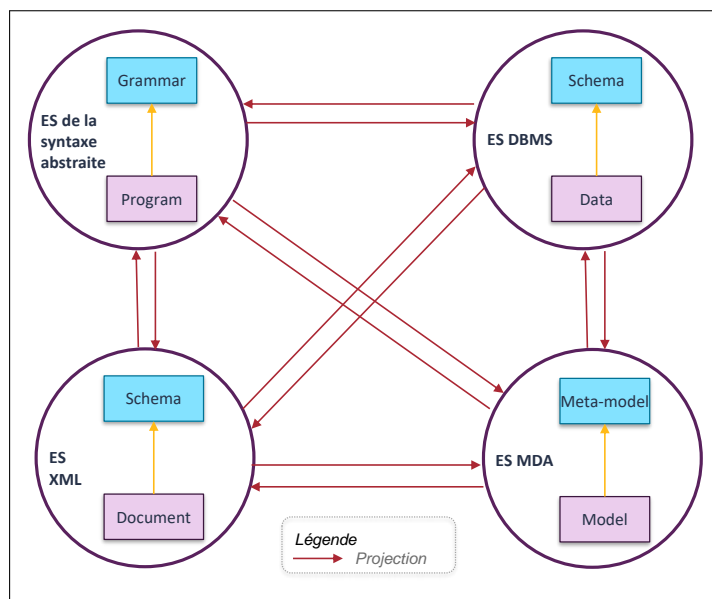 Grammar
ES de la
syntaxe
abstraite
Program
Schema
ES DBMS
Data
Schema
ES
XML
Document
Meta-model
ES MDA
Model
Légende
Projection